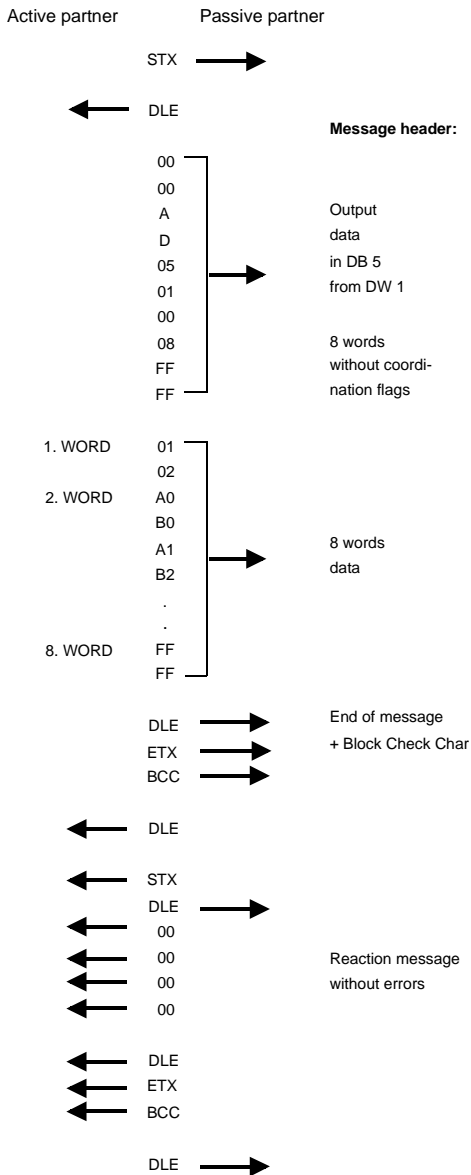 Active partner Passive partner
STX
DLE
Message header:
00
00
A Output
D data
05 in DB 5
01 from DW 1
00
08 8 words
FF without coordi-
FF nation flags
1. WORD 01
02
2. WORD A0
B0
A1 8 words
B2 data
.
.
8. WORD FF
FF
DLE End of message
ETX + Block Check Char
BCC
DLE
STX
DLE
00
00 Reaction message
00 without errors
00
DLE
ETX
BCC
DLE